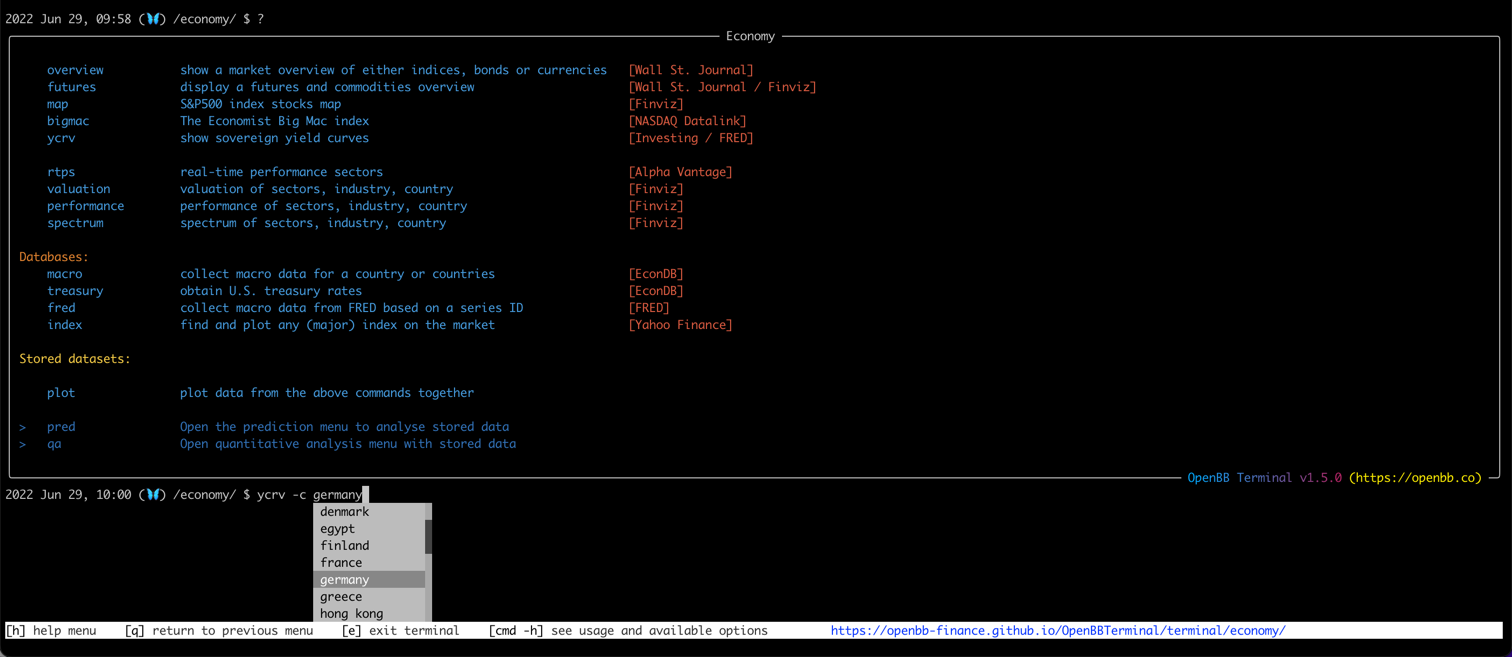 2022 Jun 29, 09:58 (🦋) /economy/ $ ?
Economy
overview show a market overview of either indices, bonds or currencies [Wall St. Journal]
futures display a futures and commodities overview [Wall St. Journal / Finviz]
map S&P500 index stocks map [Finviz]
bigmac The Economist Big Mac index [NASDAQ Datalink]
ycrv show sovereign yield curves [Investing / FRED]
rtps real-time performance sectors [Alpha Vantage]
valuation valuation of sectors, industry, country [Finviz]
performance performance of sectors, industry, country [Finviz]
spectrum spectrum of sectors, industry, country [Finviz]
Databases:
macro collect macro data for a country or countries [EconDB]
treasury obtain U.S. treasury rates [EconDB]
fred collect macro data from FRED based on a series ID [FRED]
index find and plot any (major) index on the market [Yahoo Finance]
Stored datasets:
plot plot data from the above commands together
> pred Open the prediction menu to analyse stored data
> qa Open quantitative analysis menu with stored data
OpenBB Terminal v1.5.0 (https://openbb.co)
2022 Jun 29, 10:00 (🦋) /economy/ $ ycrv -c germany
denmark
egypt
finland
france
germany
greece
hong kong
[h] help menu [q] return to previous menu [e] exit terminal [cmd -h] see usage and available options https://openbb-finance.github.io/OpenBBTerminal/terminal/economy/